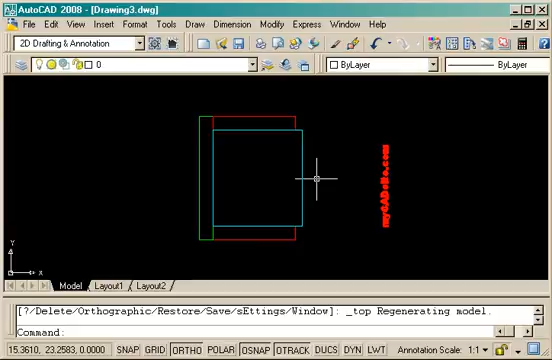 AutoCAD 2008 - [Drawing3.dwg]
File Edit View Insert Format Tools Draw Dimension Modify Express Window Help
2D Drafting & Annotation
0 ByLayer ByLayer
myCADsite.com
Y
X
Model Layout1 Layout2
[?/Delete/Orthographic/Restore/Save/sEttings/Window]: _top Regenerating model.
Command:
15.3610, 23.2583, 0.0000 SNAP GRID ORTHO POLAR OSNAP OTRACK DUCS DYN LWT Annotation Scale: 1:1